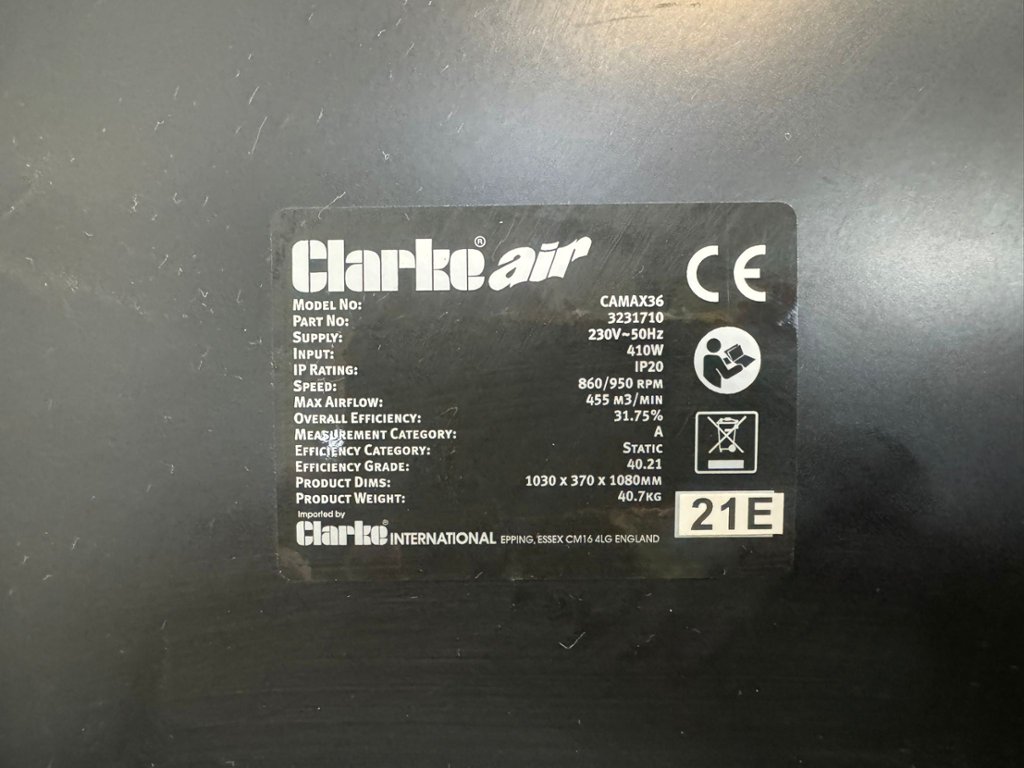 Clarke® air
CE
MODEL NO: CAMAX36
PART NO: 3231710
SUPPLY: 230V~50Hz
INPUT: 410W
IP RATING: IP20
SPEED: 860/950 RPM
MAX AIRFLOW: 455 M3/MIN
OVERALL EFFICIENCY: 31.75%
MEASUREMENT CATEGORY: A
EFFICIENCY CATEGORY: STATIC
EFFICIENCY GRADE: 40.21
PRODUCT DIMS: 1030 X 370 X 1080MM
PRODUCT WEIGHT: 40.7KG
21E
Imported by
Clarke® INTERNATIONAL EPPING, ESSEX CM16 4LG ENGLAND